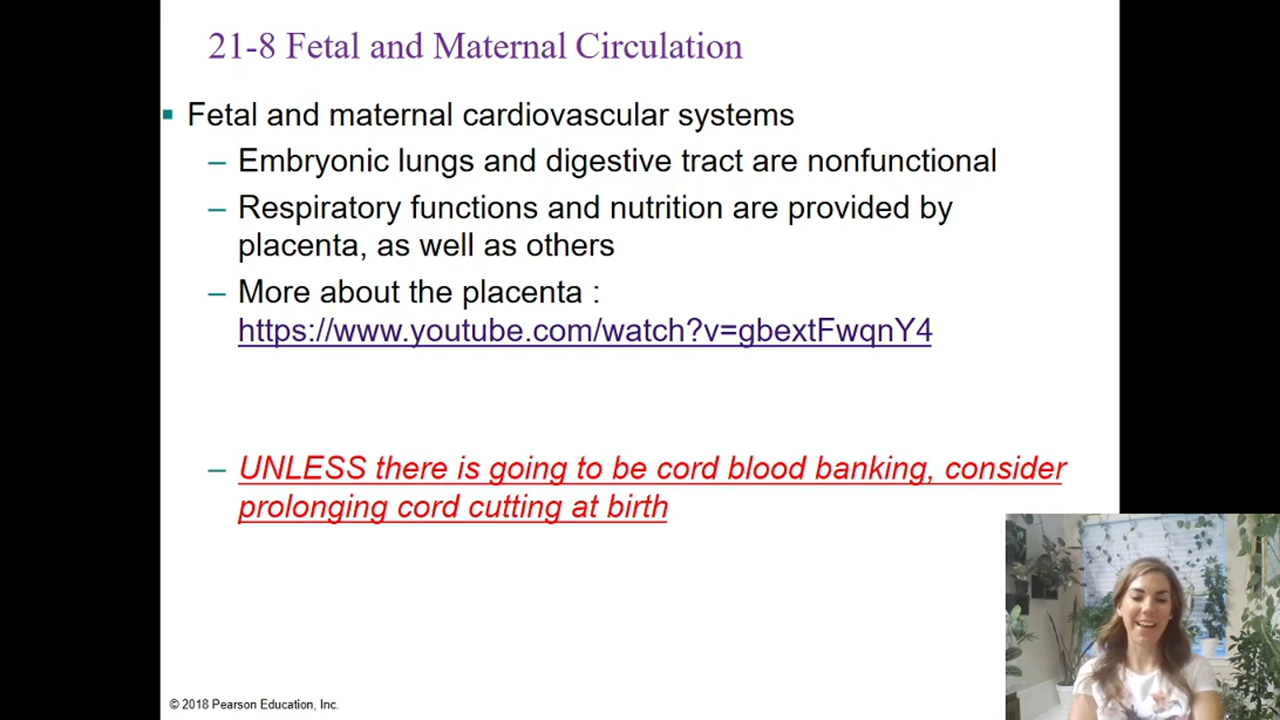 21-8 Fetal and Maternal Circulation
▪ Fetal and maternal cardiovascular systems
– Embryonic lungs and digestive tract are nonfunctional
– Respiratory functions and nutrition are provided by
placenta, as well as others
– More about the placenta :
https://www.youtube.com/watch?v=gbextFwqnY4
– UNLESS there is going to be cord blood banking, consider
prolonging cord cutting at birth
© 2018 Pearson Education, Inc.